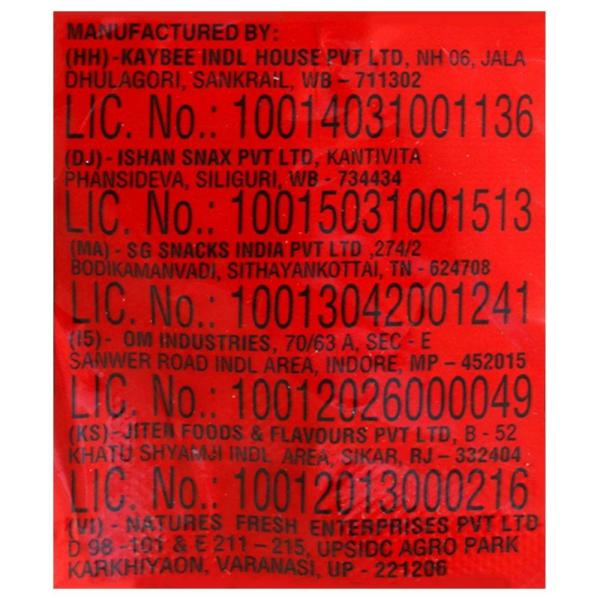 MANUFACTURED BY:
(HH)-KAYBEE INDL HOUSE PVT LTD, NH 06, JALA
DHULAGORI, SANKRAIL, WB - 711302
LIC. No.: 10014031001136
(DJ)- ISHAN SNAX PVT LTD, KANTIVITA
PHANSIDEVA, SILIGURI, WB - 734434
LIC. No.: 10015031001513
(MA) - SG SNACKS INDIA PVT LTD ,274/2
BODIKAMANVADI, SITHAYANKOTTAI, TN - 624708
LIC. No.: 10013042001241
(I5) - OM INDUSTRIES, 70/63 A, SEC - E
SANWER ROAD INDL AREA, INDORE, MP – 452015
LIC. No.: 10012026000049
(KS)-JITEN FOODS & FLAVOURS PVT LTD, B - 52
KHATU SHYAMJI INDL AREA, SIKAR, RJ – 332404
LIC. No.: 10012013000216
(VI) - NATURES FRESH ENTERPRISES PVT LTD
D 98 -101 & E 211 – 215, UPSIDC AGRO PARK
KARKHIYAON, VARANASI, UP - 221206